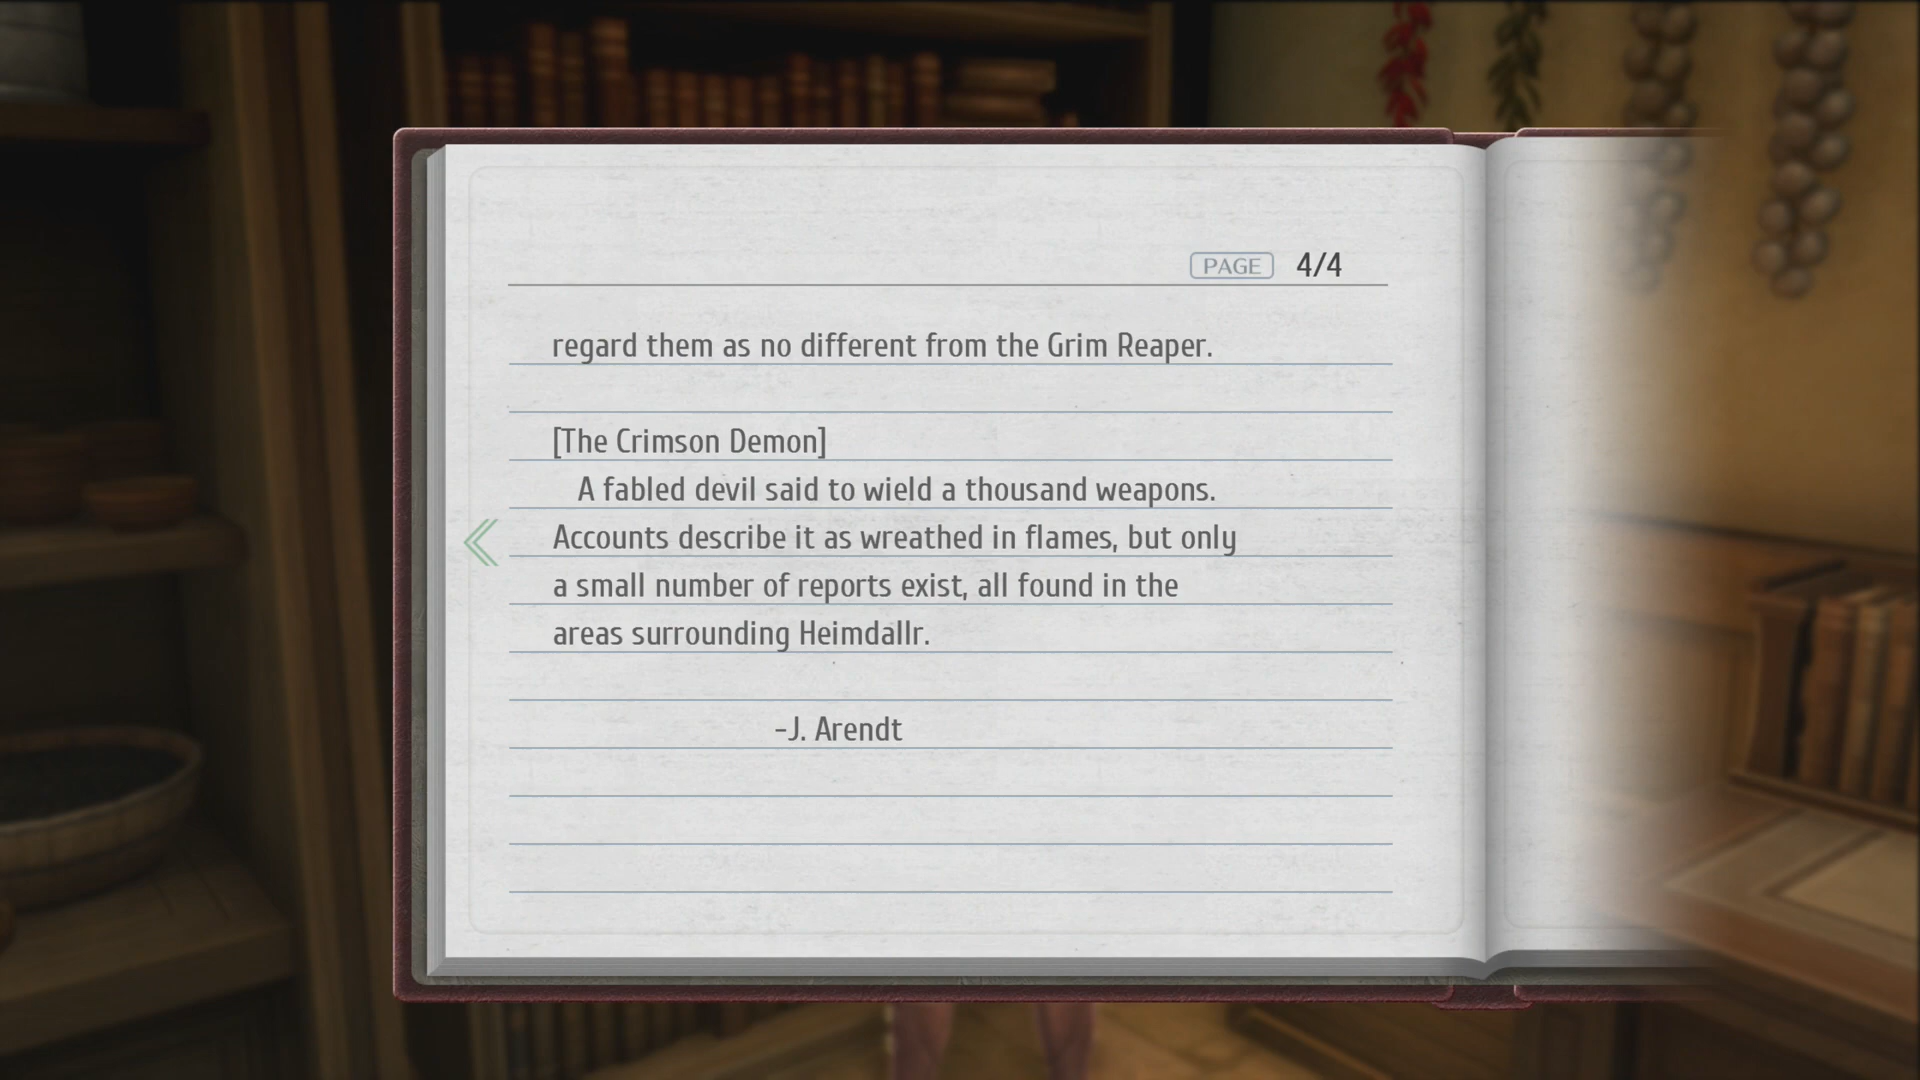 PAGE 4/4
regard them as no different from the Grim Reaper.
[The Crimson Demon]
A fabled devil said to wield a thousand weapons.
Accounts describe it as wreathed in flames, but only
a small number of reports exist, all found in the
areas surrounding Heimdallr.
-J. Arendt